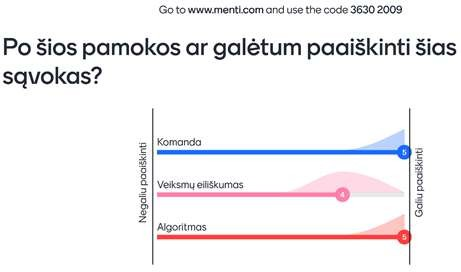 Go to www.menti.com and use the code 3630 2009
Po šios pamokos ar galėtum paaiškinti šias
sąvokas?
Negaliu paaiškinti
Komanda
5
Veiksmų eiliškumas
4
Algoritmas
5
Galiu paaiškinti